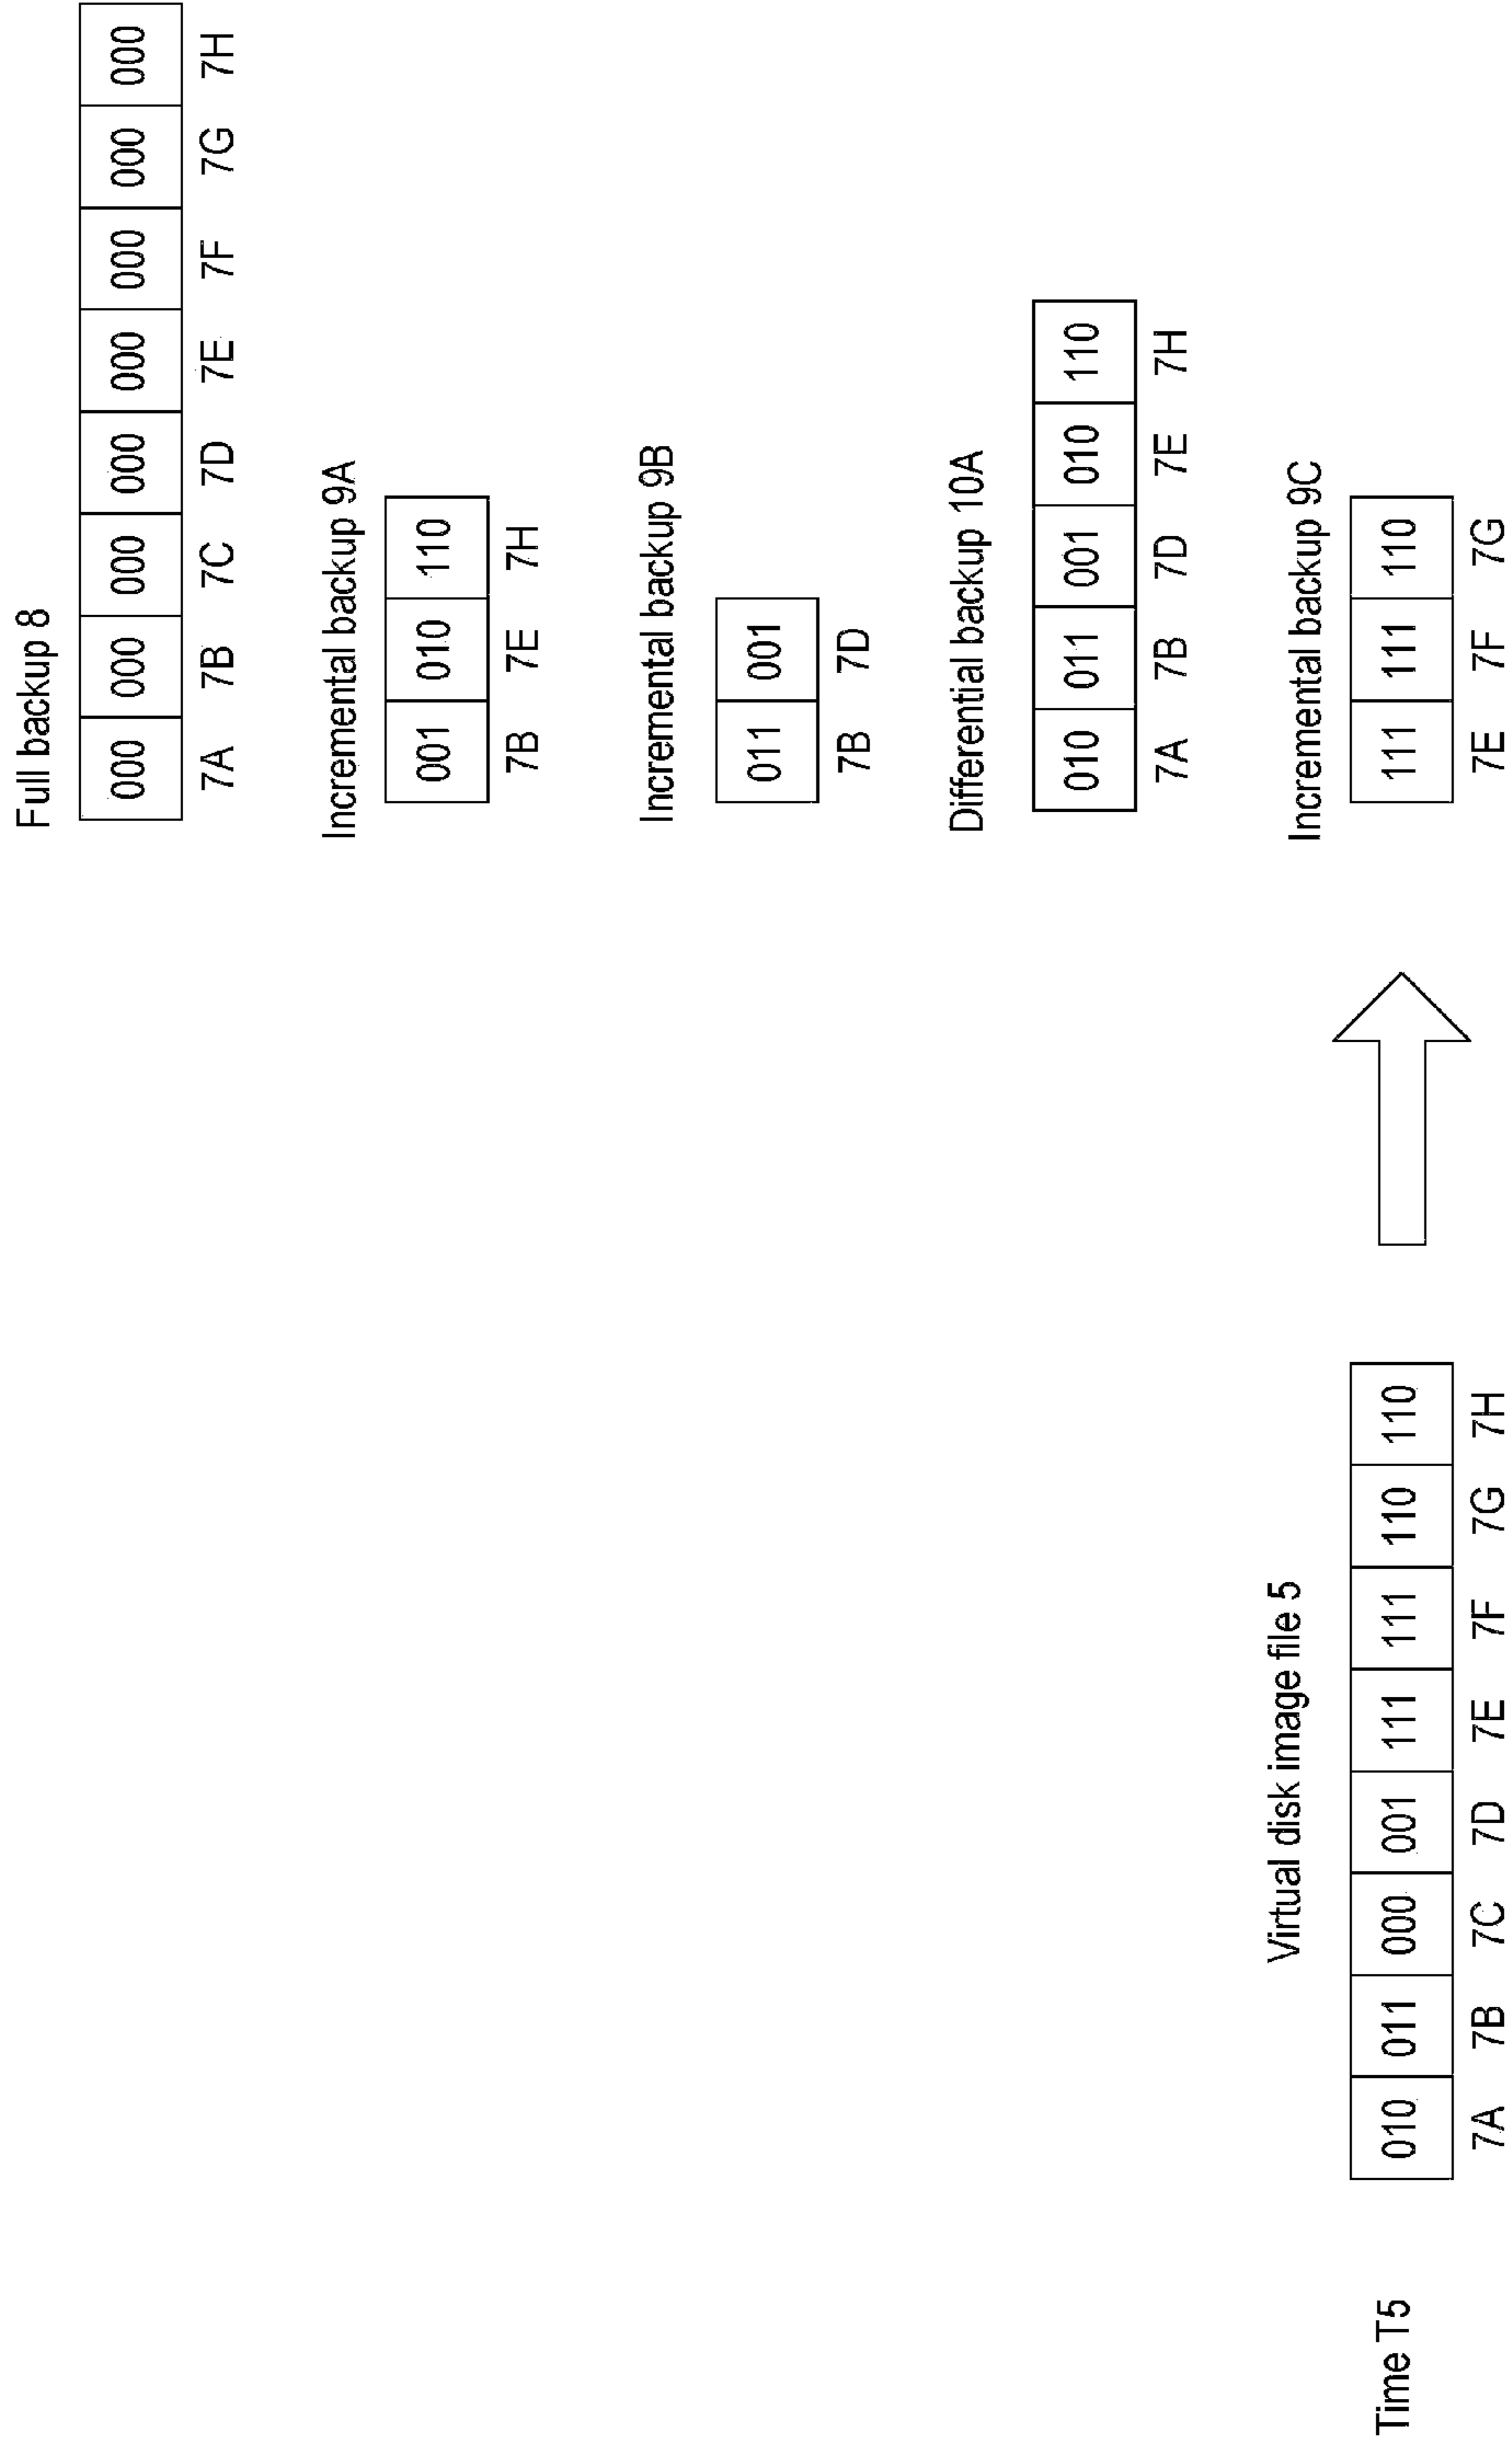 Full backup 8
000 000 000 000 000 000 000 000
7A 7B 7C 7D 7E 7F 7G 7H
Incremental backup 9A
001 010 110
7B 7E 7H
Incremental backup 9B
011 001
7B 7D
Differential backup 10A
010 011 001 010 110
7A 7B 7D 7E 7H
Incremental backup 9C
111 111 110
7E 7F 7G
Virtual disk image file 5
010 011 000 001 111 111 110 110
7A 7B 7C 7D 7E 7F 7G 7H
Time T5